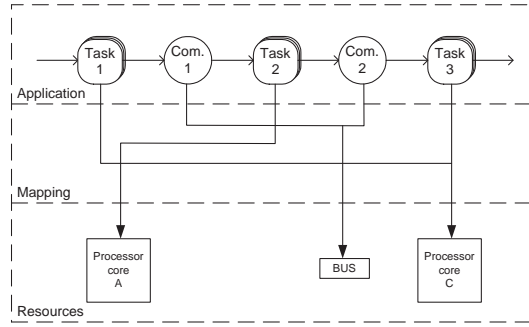 Task
1
Com.
1
Task
2
Com.
2
Task
3
Application
Mapping
Processor
core
A
BUS
Processor
core
C
Resources